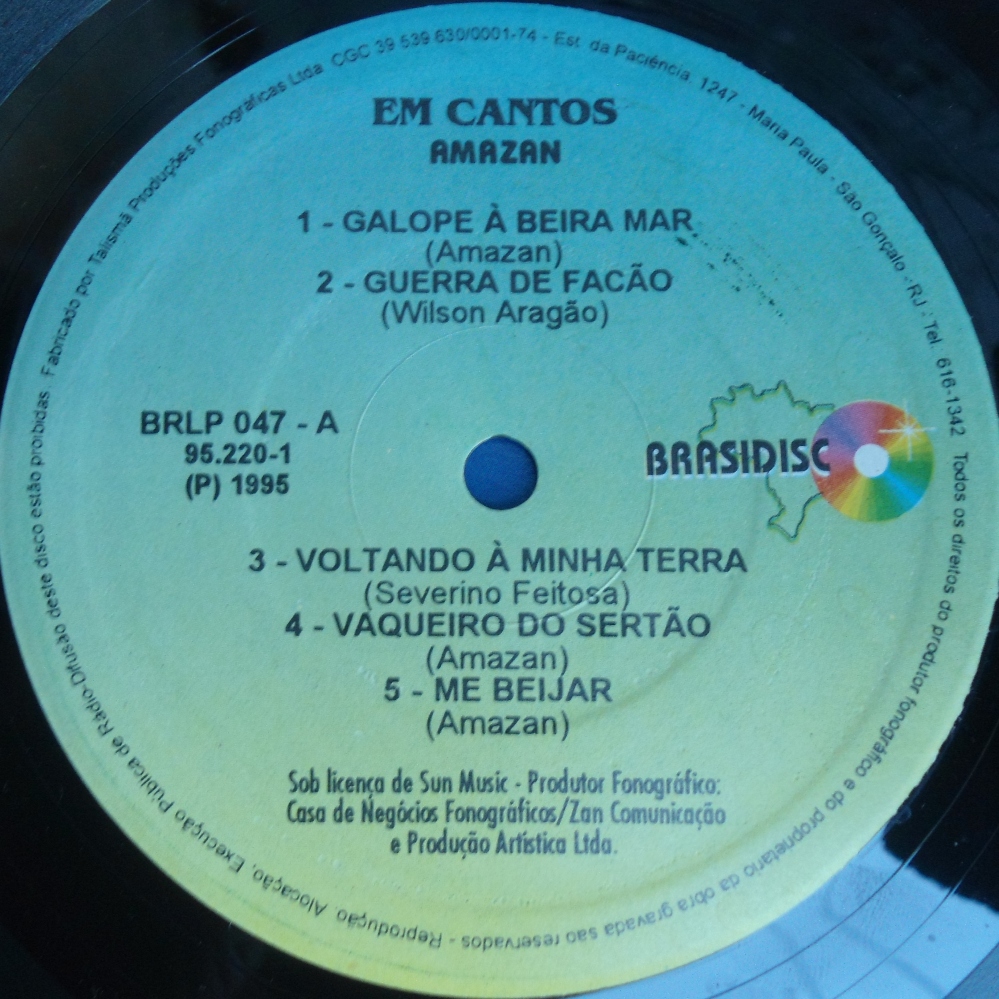 EM CANTOS
AMAZAN
1 - GALOPE À BEIRA MAR
(Amazan)
2 - GUERRA DE FACÃO
(Wilson Aragão)
BRLP 047 - A
95.220-1
(P) 1995
BRASIDISC
3 - VOLTANDO À MINHA TERRA
(Severino Feitosa)
4 - VAQUEIRO DO SERTÃO
(Amazan)
5 - ME BEIJAR
(Amazan)
Sob licença de Sun Music - Produtor Fonográfico:
Casa de Negócios Fonográficos/Zan Comunicação
e Produção Artística Ltda.
Fabricado por Talismã Produções Fonográficas Ltda CGC 39 539 630/0001-74 - Est. da Paciência, 1247 - Maria Paula - São Gonçalo - RJ - Tel. 616-1342 Todos os direitos do produtor fonográfico e do proprietario da obra gravada sao reservados - Reprodução, Alocação, Execução Pública de Rádio-Difusão deste disco estão proibidas